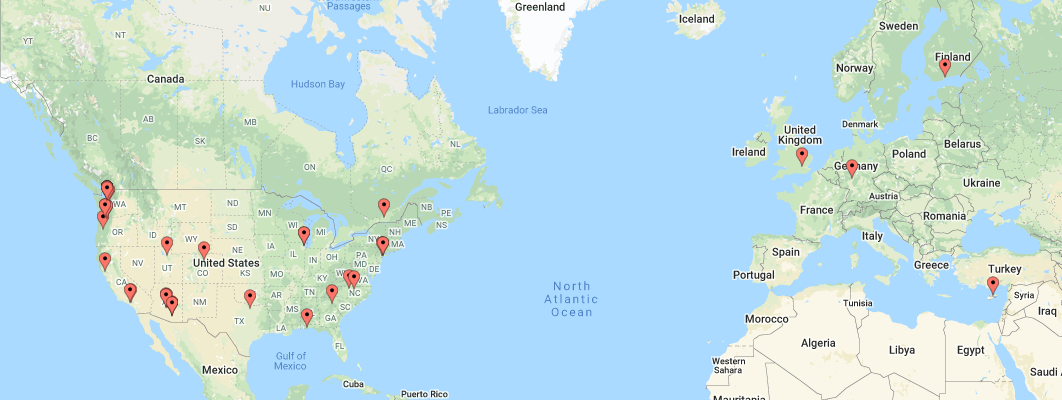 Passages
NU
Greenland
Iceland
Sweden
NT
YT
Finland
Norway
Canada
Hudson Bay
Labrador Sea
AB
MB
BC
SK
Denmark
United
Kingdom
NL
Ireland
Belarus
Poland
Germany
ON
QC
Ukraine
Austria
WA
MT
ND
MN
NB
PE
France
Romania
ME
NS
OR
ID
SD
WI
MI
NH
NY
MA
Italy
WY
NE
IA
Spain
NV
UT
United States
IL
IN
OH
PA
Greece
Turkey
CO
KS
MO
KY
MD
DE
Portugal
CA
VA
North
Atlantic
Ocean
Syria
NM
AR
TN
NC
Tunisia
Iraq
MS
SC
TX
AL
GA
Morocco
LA
Algeria
Libya
Egypt
FL
Gulf of
Mexico
Western
Sahara
Mexico
Saudi
Cuba
Puerto Rico
Mauritania